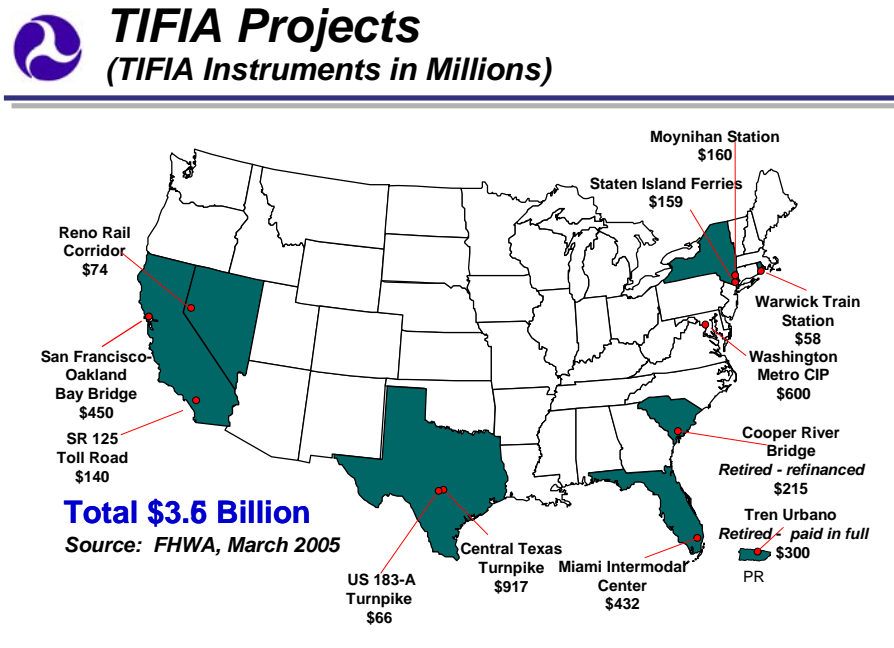 TIFIA Projects
(TIFIA Instruments in Millions)
Moynihan Station
$160
Staten Island Ferries
$159
Reno Rail
Corridor
$74
Warwick Train
Station
$58
San Francisco-
Oakland
Bay Bridge
$450
Washington
Metro CIP
$600
SR 125
Toll Road
$140
Cooper River
Bridge
Retired - refinanced
$215
Total $3.6 Billion
Source: FHWA, March 2005
Tren Urbano
Retired - paid in full
$300
PR
Central Texas
Turnpike
$917
Miami Intermodal
Center
$432
US 183-A
Turnpike
$66